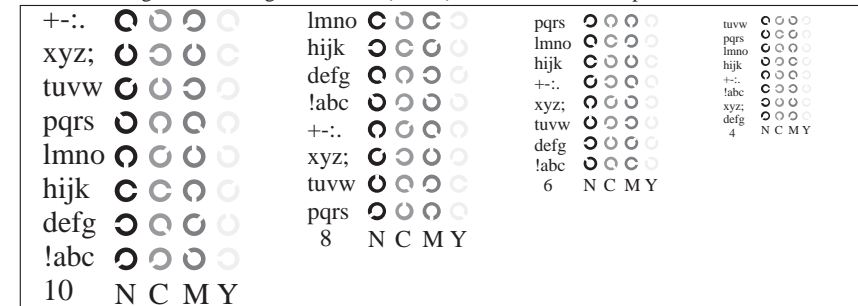 +-:.
xyz;
tuvw
pqrs
lmno
hijk
defg
!abc
10 N C M Y
lmno
hijk
defg
!abc
+-:.
xyz;
tuvw
pqrs
8 N C M Y
pqrs
lmno
hijk
+-:.
xyz;
tuvw
defg
!abc
6 N C M Y
tuvw
pqrs
lmno
hijk
+-:.
!abc
xyz;
defg
4 N C M Y